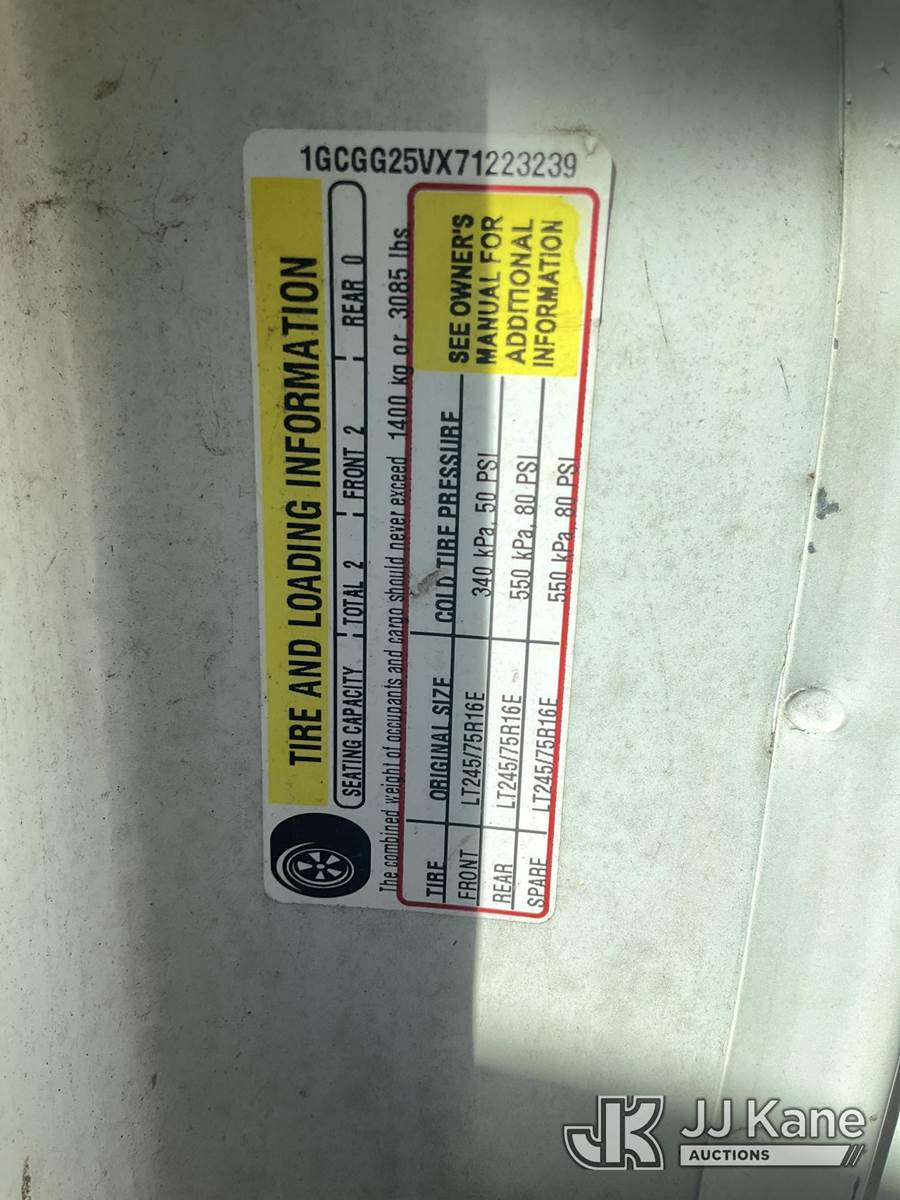 1GCGG25VX71223239
TIRE AND LOADING INFORMATION
SEATING CAPACITY TOTAL 2 FRONT 2 REAR 0
The combined weight of occupants and cargo should never exceed 1400 kg or 3085 lbs.
TIRE ORIGINAL SIZE COLD TIRE PRESSURE
FRONT LT245/75R16E 340 kPa, 50 PSI
REAR LT245/75R16E 550 kPa, 80 PSI
SPARE LT245/75R16E 550 kPa, 80 PSI
SEE OWNER'S
MANUAL FOR
ADDITIONAL
INFORMATION
JK JJ Kane
AUCTIONS